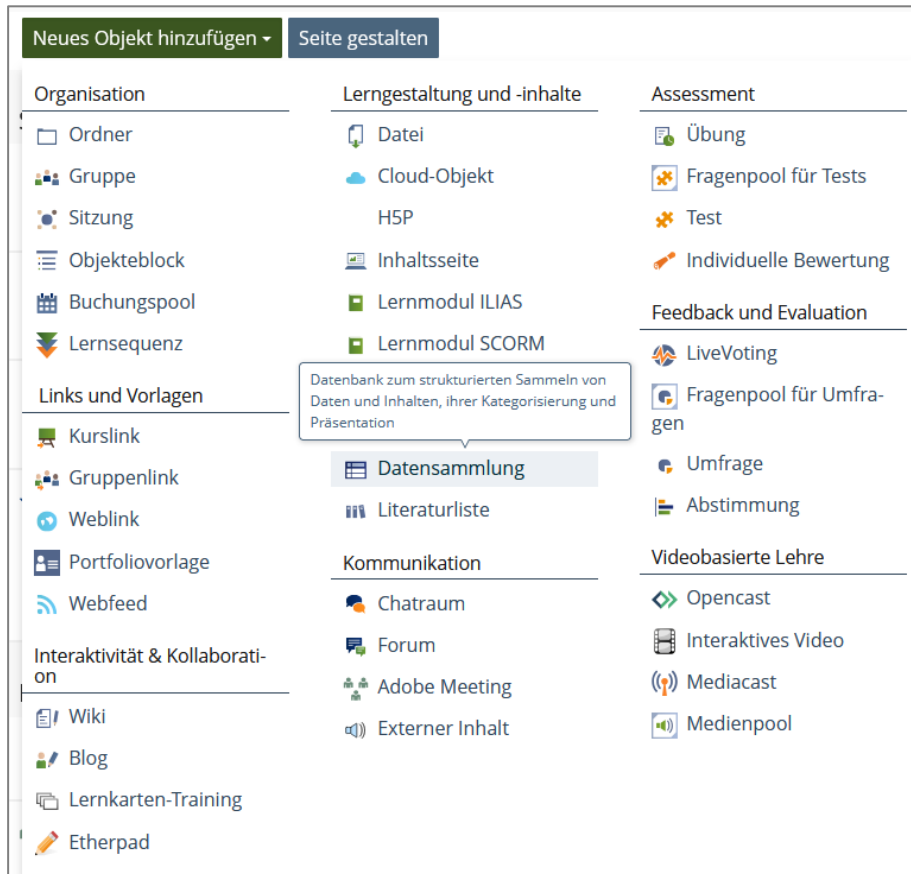 Neues Objekt hinzufügen
Seite gestalten
Organisation
Ordner
Gruppe
Sitzung
Objekteblock
Buchungspool
Lernsequenz
Links und Vorlagen
Kurslink
Gruppenlink
Weblink
Portfoliovorlage
Webfeed
Interaktivität & Kollaborati-
on
Wiki
Blog
Lernkarten-Training
Etherpad
Lerngestaltung und -inhalte
Datei
Cloud-Objekt
H5P
Inhaltsseite
Lernmodul ILIAS
Lernmodul SCORM
Datenbank zum strukturierten Sammeln von
Daten und Inhalten, ihrer Kategorisierung und
Präsentation
Datensammlung
Literaturliste
Kommunikation
Chatraum
Forum
Adobe Meeting
Externer Inhalt
Assessment
Übung
Fragenpool für Tests
Test
Individuelle Bewertung
Feedback und Evaluation
LiveVoting
Fragenpool für Umfra-
gen
Umfrage
Abstimmung
Videobasierte Lehre
Opencast
Interaktives Video
Mediacast
Medienpool